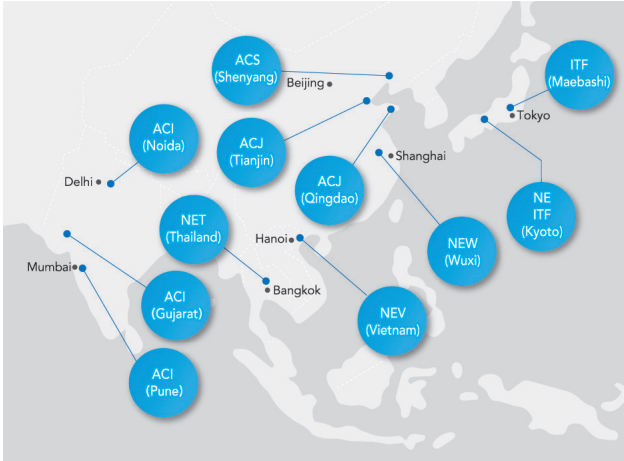 ACS
(Shenyang)
Beijing
ITF
(Maebashi)
Tokyo
ACI
(Noida)
ACJ
(Tianjin)
Shanghai
Delhi
ACJ
(Qingdao)
NE
ITF
(Kyoto)
NET
(Thailand)
Hanoi
NEW
(Wuxi)
Mumbai
Bangkok
ACI
(Gujarat)
NEV
(Vietnam)
ACI
(Pune)